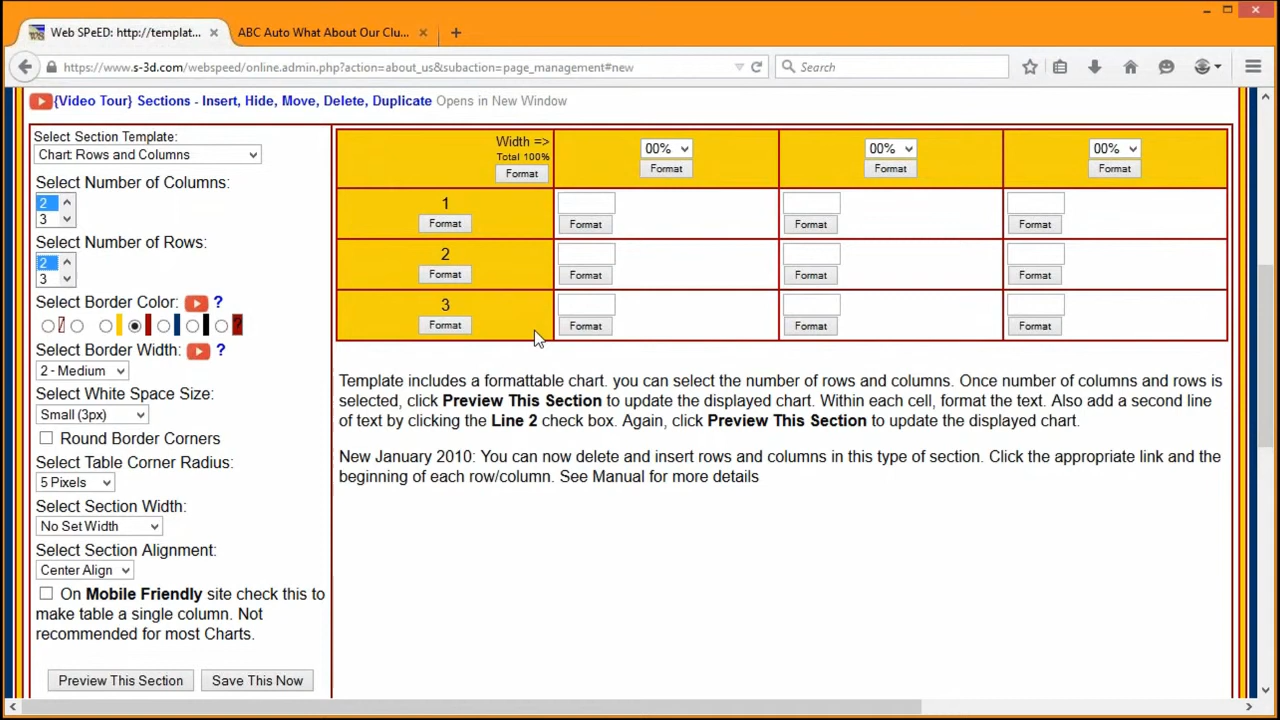 Web SPeED: http://templat...
ABC Auto What About Our Clu...
https://www.s-3d.com/webspeed/online.admin.php?action=about_us&subaction=page_management#new
Search
{Video Tour} Sections - Insert, Hide, Move, Delete, Duplicate Opens in New Window
Select Section Template:
Chart Rows and Columns
Select Number of Columns:
2
3
Select Number of Rows:
2
3
Select Border Color: ?
?
Select Border Width: ?
2 - Medium
Select White Space Size:
Small (3px)
Round Border Corners
Select Table Corner Radius:
5 Pixels
Select Section Width:
No Set Width
Select Section Alignment:
Center Align
On Mobile Friendly site check this to
make table a single column. Not
recommended for most Charts.
Preview This Section Save This Now
Width =>
Total 100%
Format
00% 00% 00%
Format Format Format
1
Format Format Format Format
2
Format Format Format Format
3
Format Format Format Format
Template includes a formattable chart. you can select the number of rows and columns. Once number of columns and rows is
selected, click Preview This Section to update the displayed chart. Within each cell, format the text. Also add a second line
of text by clicking the Line 2 check box. Again, click Preview This Section to update the displayed chart.
New January 2010: You can now delete and insert rows and columns in this type of section. Click the appropriate link and the
beginning of each row/column. See Manual for more details